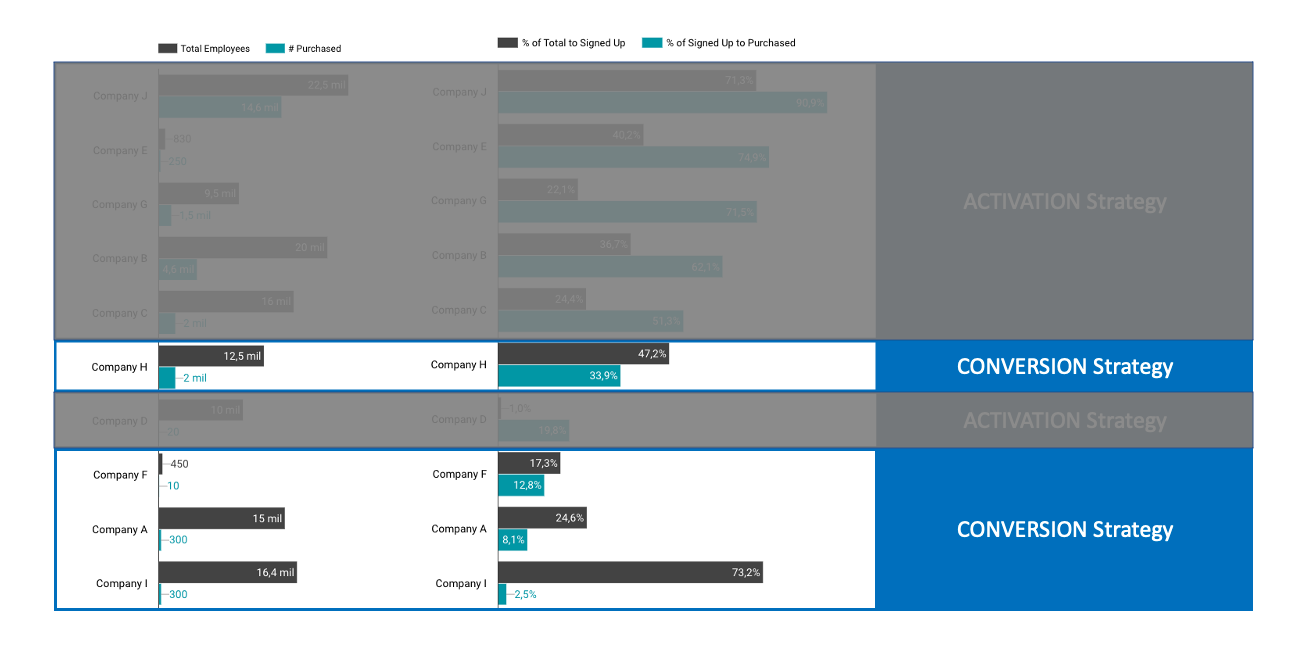 Total Employees
# Purchased
% of Total to Signed Up
% of Signed Up to Purchased
Company J
22,5 mil
14,6 mil
Company J
71,3%
90,9%
Company E
830
250
Company E
40,2%
74,9%
ACTIVATION Strategy
Company G
9,5 mil
1,5 mil
Company G
22,1%
71,5%
Company B
20 mil
4,6 mil
Company B
36,7%
Company C
16 mil
2 mil
Company C
24,4%
51,3%
Company H
12,5 mil
2 mil
Company H
47,2%
33,9%
CONVERSION Strategy
Company D
10 mil
20
Company D
1,0%
19,8%
ACTIVATION Strategy
Company F
450
10
Company F
17,3%
12,8%
Company A
15 mil
300
Company A
24,6%
8,1%
CONVERSION Strategy
Company I
16,4 mil
300
Company I
73,2%
2,5%